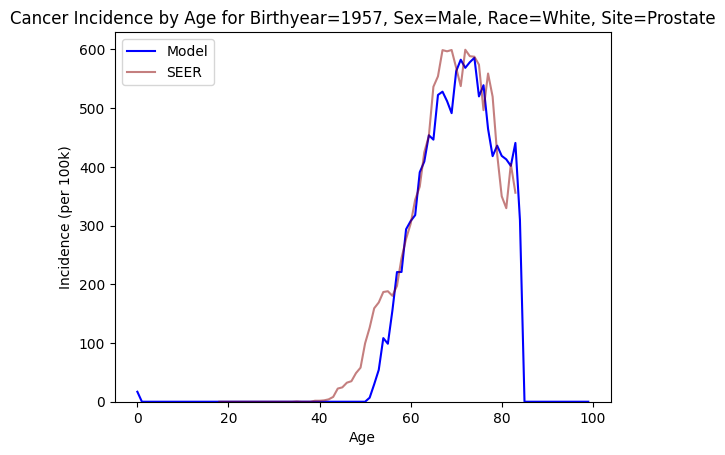 Cancer Incidence by Age for Birthyear=1957, Sex=Male, Race=White, Site=Prostate
Model
SEER
600
500
400
300
200
100
0
Incidence (per 100k)
0 20 40 60 80 100
Age